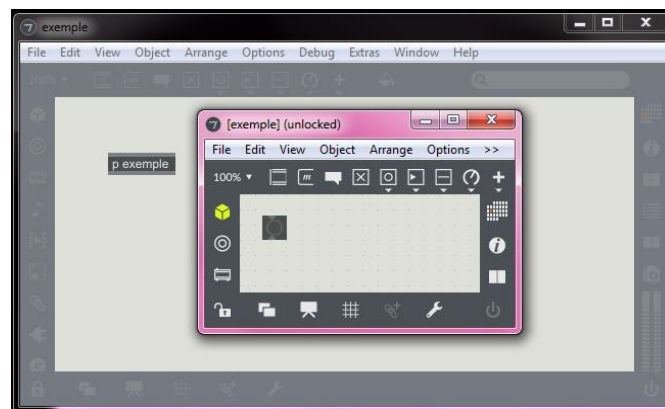 exemple
File Edit View Object Arrange Options Debug Extras Window Help
100%
p exemple
[exemple] (unlocked)
File Edit View Object Arrange Options >>
100%